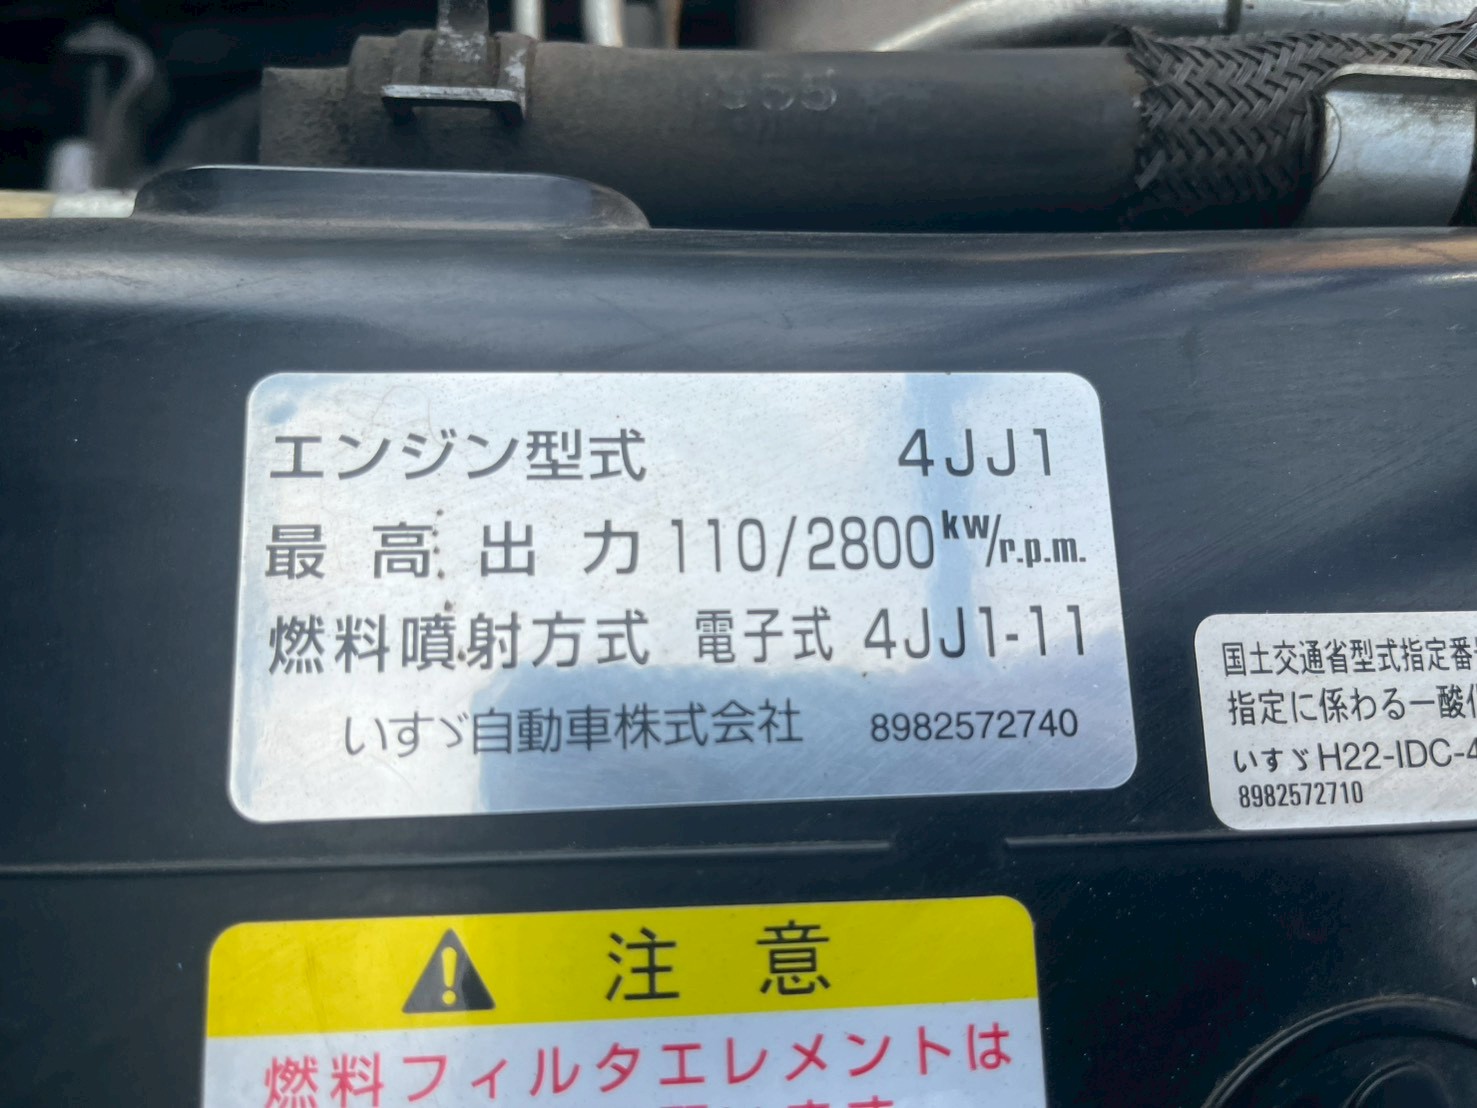 355
エンジン型式 4JJ1
最高出力 110/2800kw/r.p.m.
燃料噴射方式 電子式 4JJ1-11
いすゞ自動車株式会社 8982572740
国土交通省型式指定番
指定に係わる一酸
いすゞH22-IDC-4
8982572710
注意
燃料フィルタエレメントは